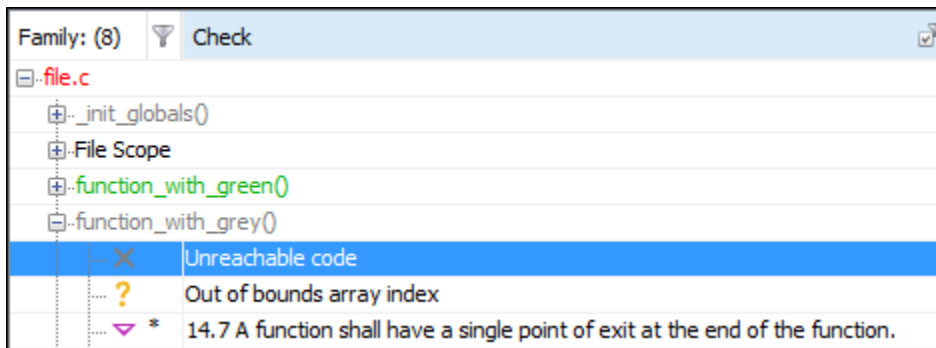 Family: (8) Check
file.c
_init_globals()
File Scope
function_with_green()
function_with_grey()
Unreachable code
? Out of bounds array index
* 14.7 A function shall have a single point of exit at the end of the function.